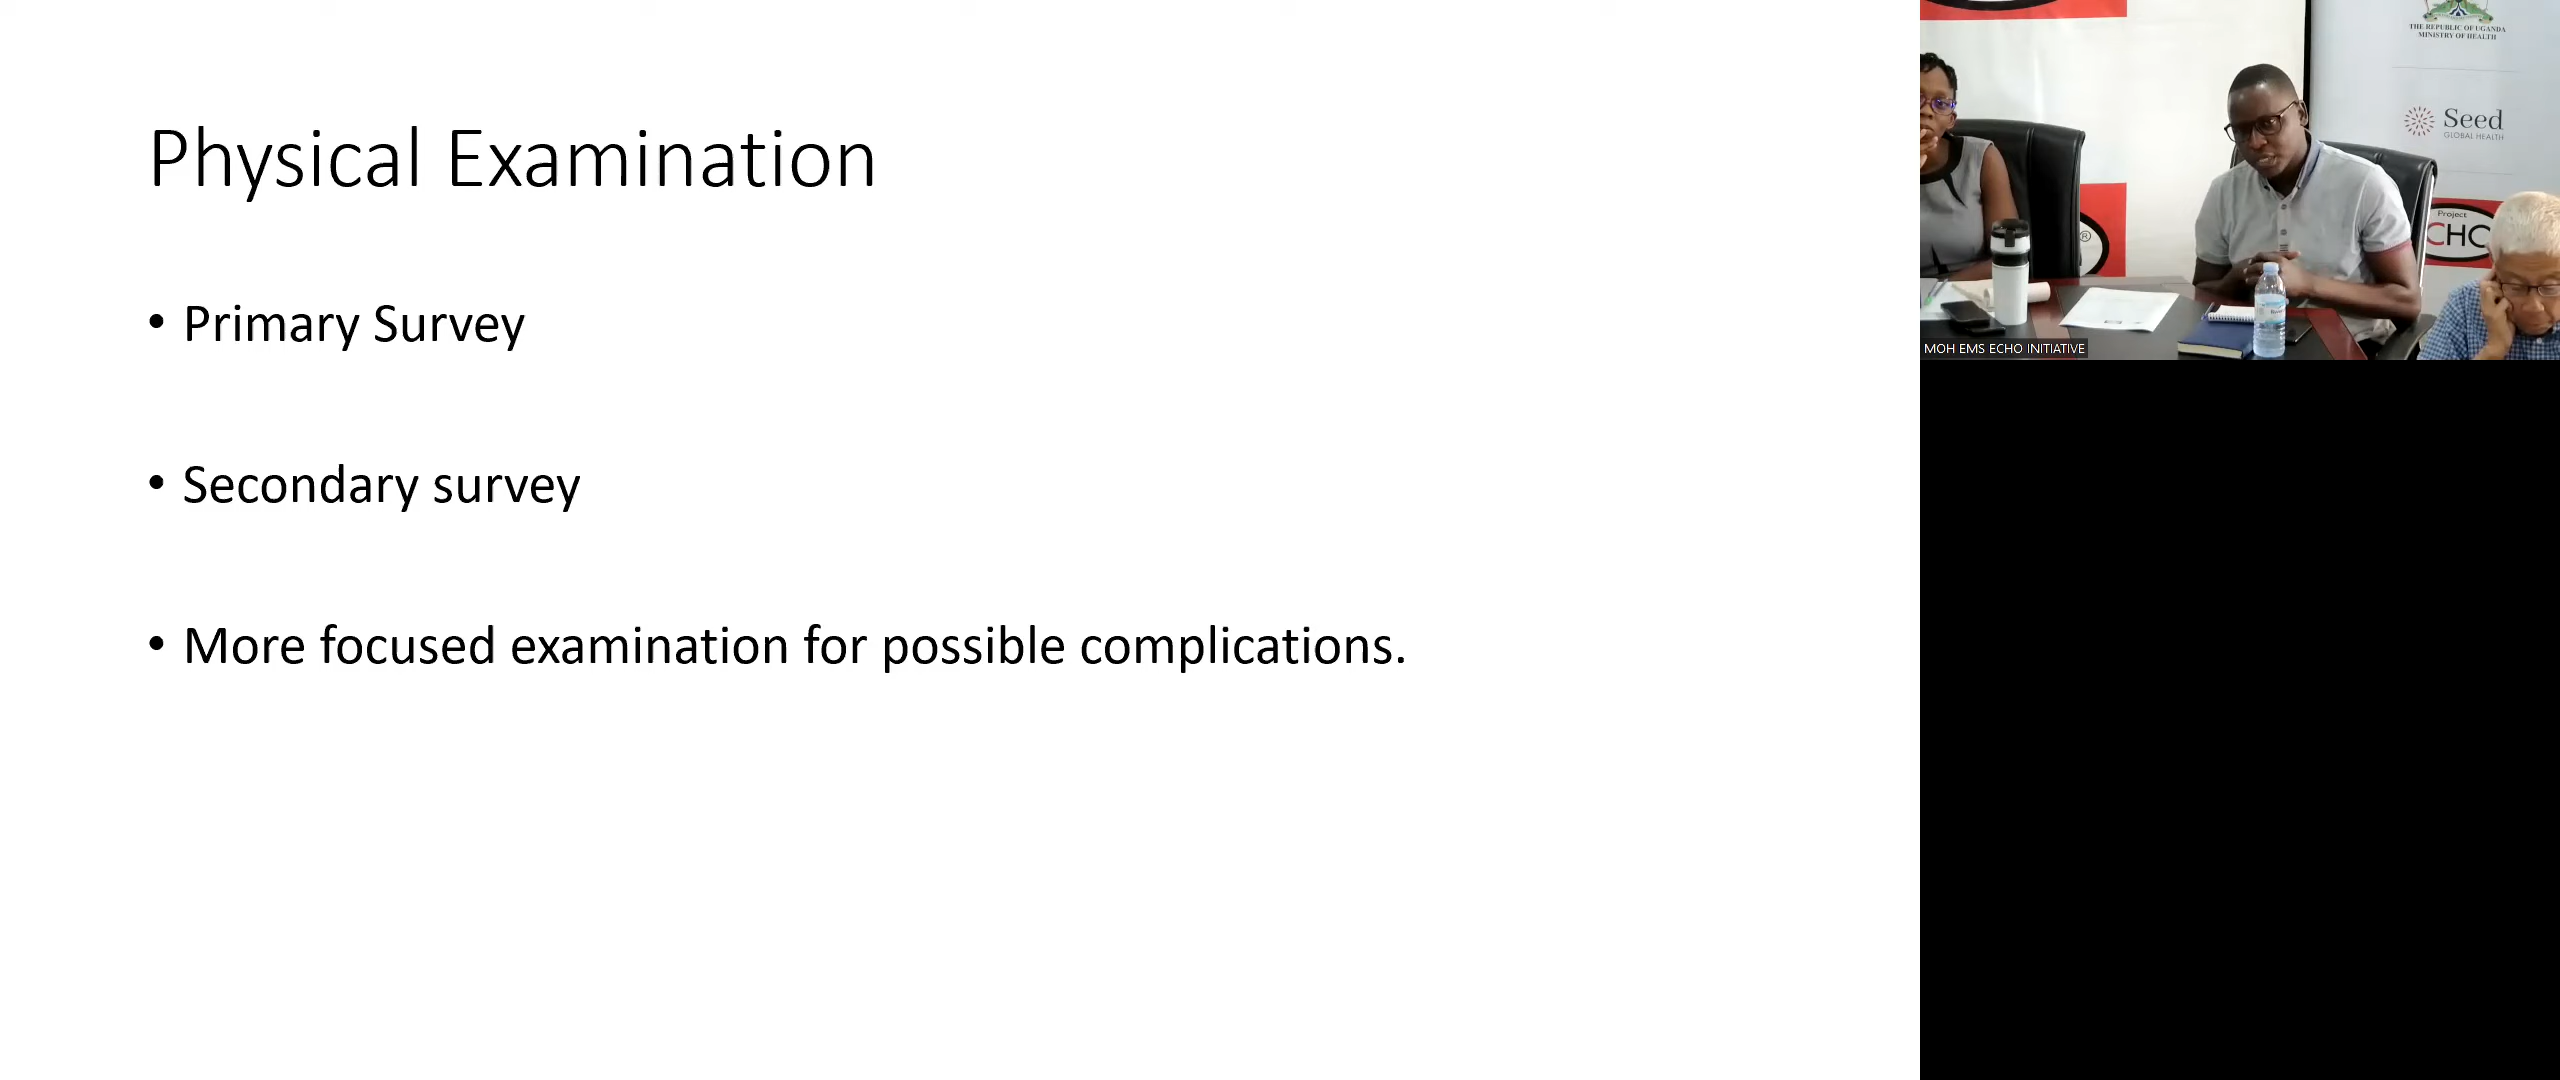 Physical Examination
• Primary Survey
• Secondary survey
• More focused examination for possible complications.
THE REPUBLIC OF UGANDA
MINISTRY OF HEALTH
Seed
GLOBAL HEALTH
®
Project
CHO
MOH EMS ECHO INITIATIVE